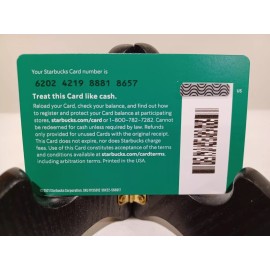 Your Starbucks Card number is
6202 4219 8881 8657
Treat this Card like cash.
Reload your Card, check your balance, and find out how
to register and protect your Card balance at participating
stores, starbucks.com/card or 1-800-782-7282. Cannot
be redeemed for cash unless required by law. Refunds
only provided for unused Cards with the original receipt.
This Card does not expire, nor does Starbucks charge
fees. Use of this Card constitutes acceptance of the terms
and conditions available at starbucks.com/cardterms,
including arbitration terms. Printed in the USA.